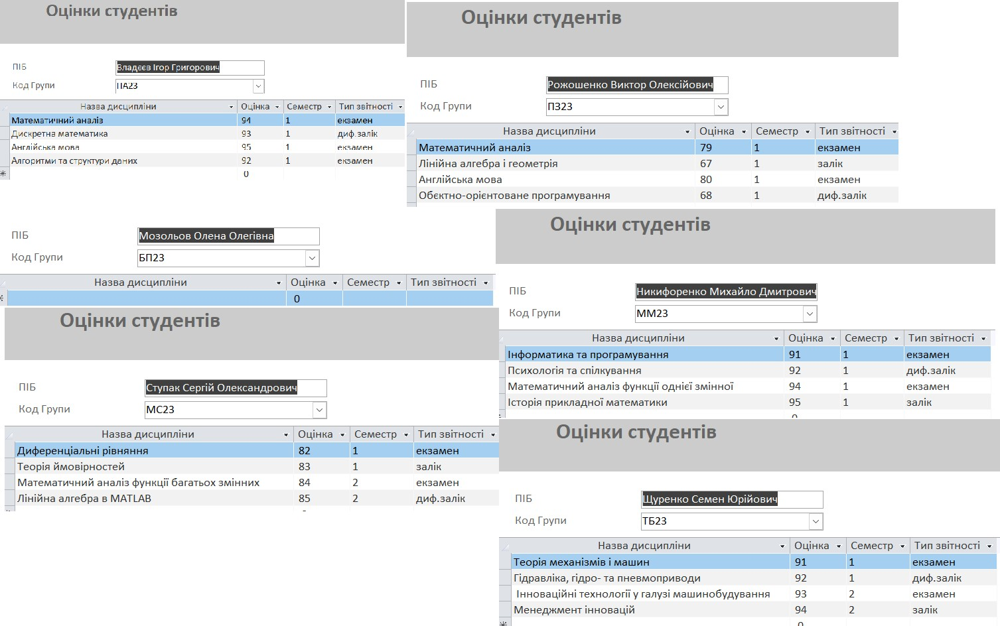 Оцінки студентів
ПІБ Владєєв Ігор Григорович
Код Групи ПА23
Назва дисципліни Оцінка Семестр Тип звітності
Математичний аналіз 94 1 екзамен
Дискретна математика 93 1 диф.залік
Англійська мова 95 1 екзамен
Алгоритми та структури даних 92 1 екзамен
0
Оцінки студентів
ПІБ Рожошенко Виктор Олексійович
Код Групи ПЗ23
Назва дисципліни Оцінка Семестр Тип звітності
Математичний аналіз 79 1 екзамен
Лінійна алгебра і геометрія 67 1 залік
Англійська мова 80 1 екзамен
Обєктно-орієнтоване програмування 68 1 диф.залік
ПІБ Мозольов Олена Олегівна
Код Групи БП23
Назва дисципліни Оцінка Семестр Тип звітності
0
Оцінки студентів
ПІБ Никифоренко Михайло Дмитрович
Код Групи ММ23
Назва дисципліни Оцінка Семестр Тип звітності
Інформатика та програмування 91 1 екзамен
Психологія та спілкування 92 1 диф.залік
Математичний аналіз функції однієї змінної 94 1 екзамен
Історія прикладної математики 95 1 залік
0
Оцінки студентів
ПІБ Ступак Сергій Олександрович
Код Групи МС23
Назва дисципліни Оцінка Семестр Тип звітності
Диференціальні рівняння 82 1 екзамен
Теорія ймовірностей 83 1 залік
Математичний аналіз функції багатьох змінних 84 2 екзамен
Лінійна алгебра в MATLAB 85 2 диф.залік
Оцінки студентів
ПІБ Щуренко Семен Юрійович
Код Групи ТБ23
Назва дисципліни Оцінка Семестр Тип звітності
Теорія механізмів і машин 91 1 екзамен
Гідравліка, гідро- та пневмоприводи 92 1 диф.залік
Інноваційні технології у галузі машинобудування 93 2 екзамен
Менеджмент інновацій 94 2 залік
0